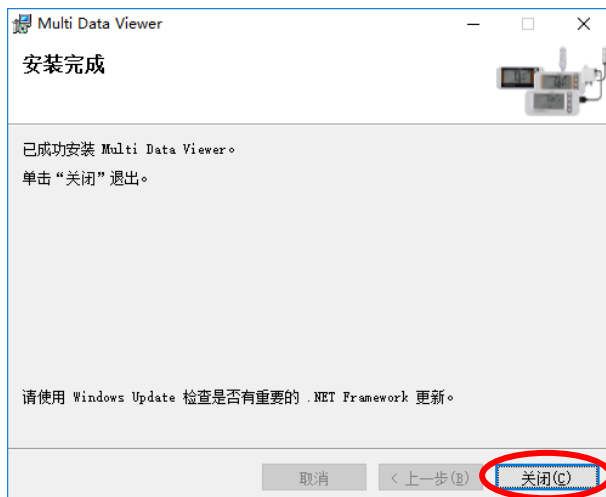 Multi Data Viewer
安装完成
已成功安装 Multi Data Viewer。
单击“关闭”退出。
请使用 Windows Update 检查是否有重要的 .NET Framework 更新。
取消
< 上一步(B)
关闭(C)